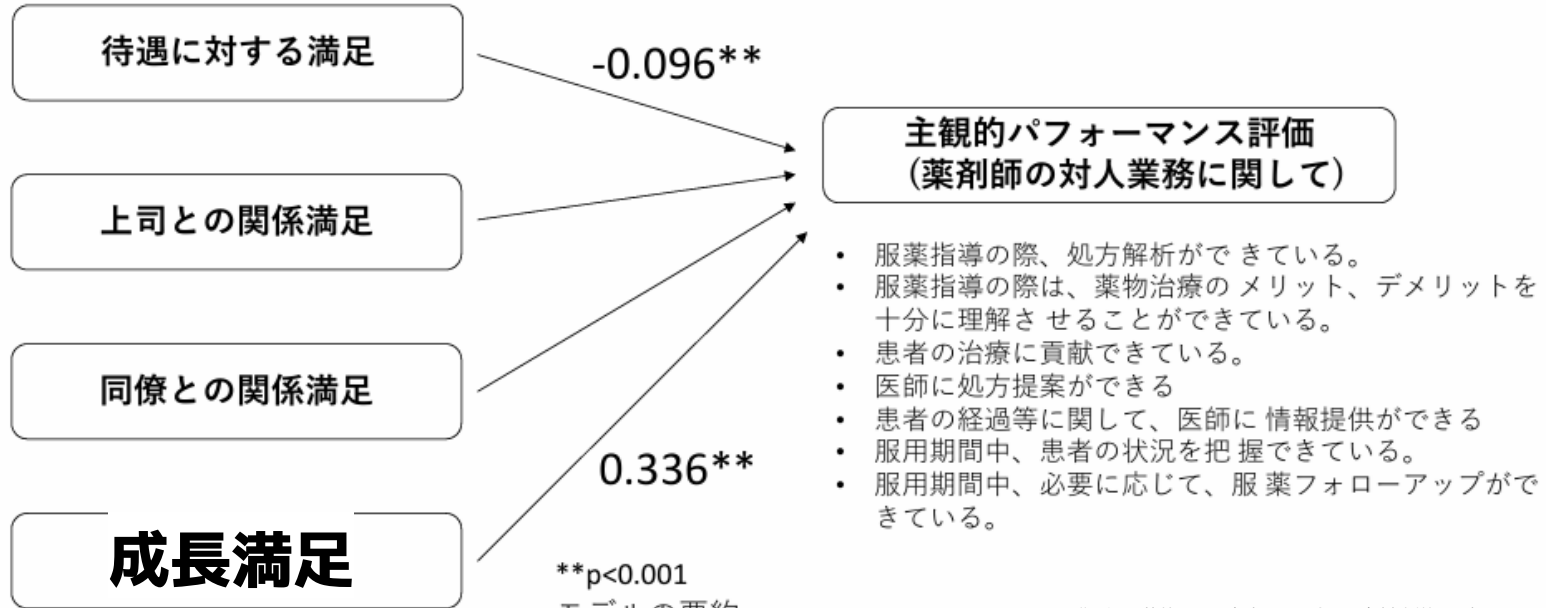 待遇に対する満足
-0.096**
主観的パフォーマンス評価
(薬剤師の対人業務に関して)
上司との関係満足
同僚との関係満足
0.336**
成長満足
• 服薬指導の際、処方解析がで きている。
• 服薬指導の際は、薬物治療の メリット、デメリットを
十分に理解さ せることができている。
• 患者の治療に貢献できている。
• 医師に処方提案ができる
• 患者の経過等に関して、医師に 情報提供ができる
• 服用期間中、患者の状況を把 握できている。
• 服用期間中、必要に応じて、服 薬フォローアップがで
きている。
**p<0.001
モデルの要約